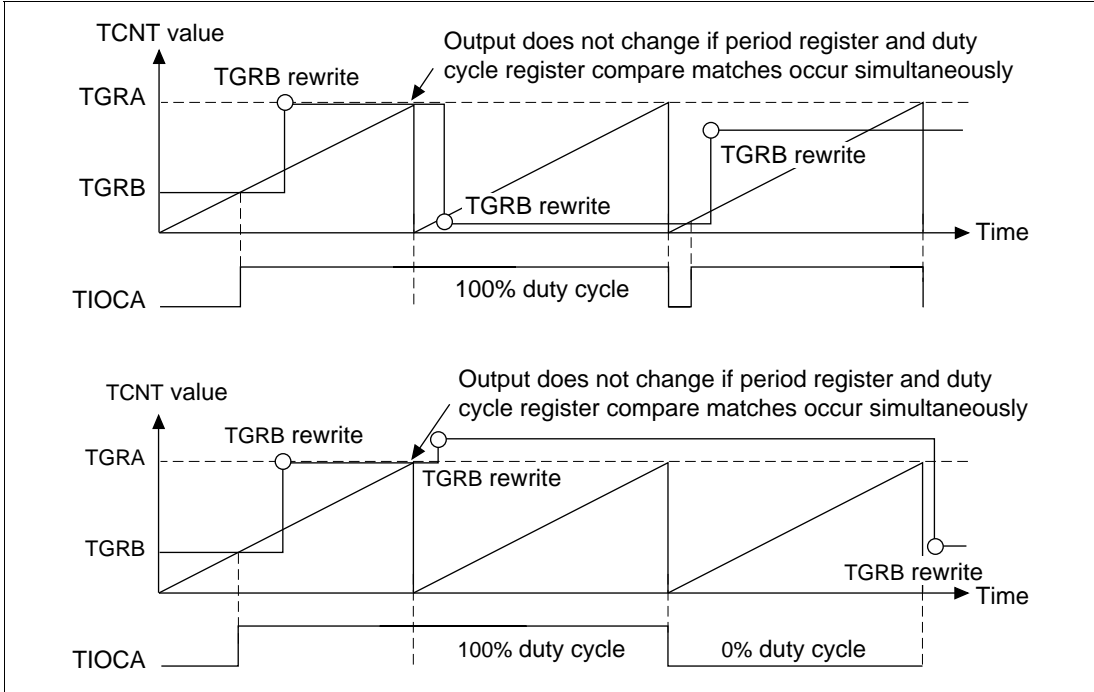 TCNT value
Output does not change if period register and duty
cycle register compare matches occur simultaneously
TGRB rewrite
TGRA
TGRB rewrite
TGRB
TGRB rewrite
Time
100% duty cycle
TIOCA
TCNT value
Output does not change if period register and duty
cycle register compare matches occur simultaneously
TGRB rewrite
TGRA
TGRB rewrite
TGRB
TGRB rewrite
Time
100% duty cycle
0% duty cycle
TIOCA